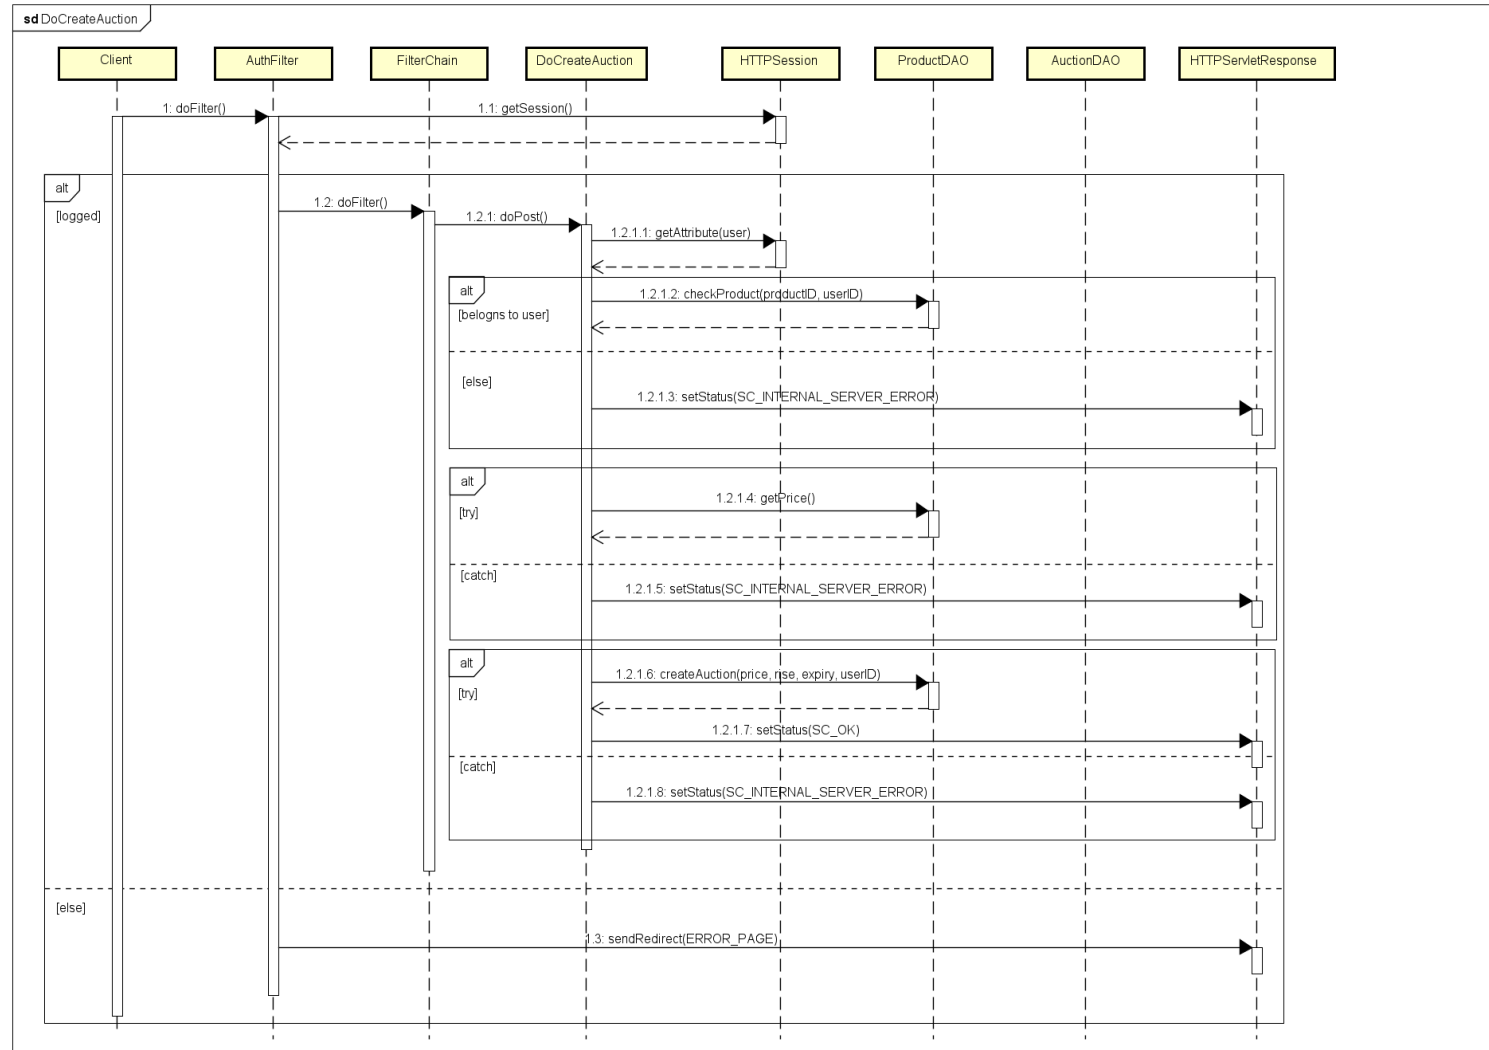 sd DoCreateAuction
Client
AuthFilter
FilterChain
DoCreateAuction
HTTPSession
ProductDAO
AuctionDAO
HTTPServletResponse
1: doFilter()
1.1: getSession()
alt
[logged]
1.2: doFilter()
1.2.1: doPost()
1.2.1.1: getAttribute(user)
alt
1.2.1.2: checkProduct(productID, userID)
[belogns to user]
[else]
1.2.1.3: setStatus(SC_INTERNAL_SERVER_ERROR)
alt
1.2.1.4: getPrice()
[try]
[catch]
1.2.1.5: setStatus(SC_INTERNAL_SERVER_ERROR)
alt
1.2.1.6: createAuction(price, rise, expiry, userID)
[try]
1.2.1.7: setStatus(SC_OK)
[catch]
1.2.1.8: setStatus(SC_INTERNAL_SERVER_ERROR)
[else]
1.3: sendRedirect(ERROR_PAGE)